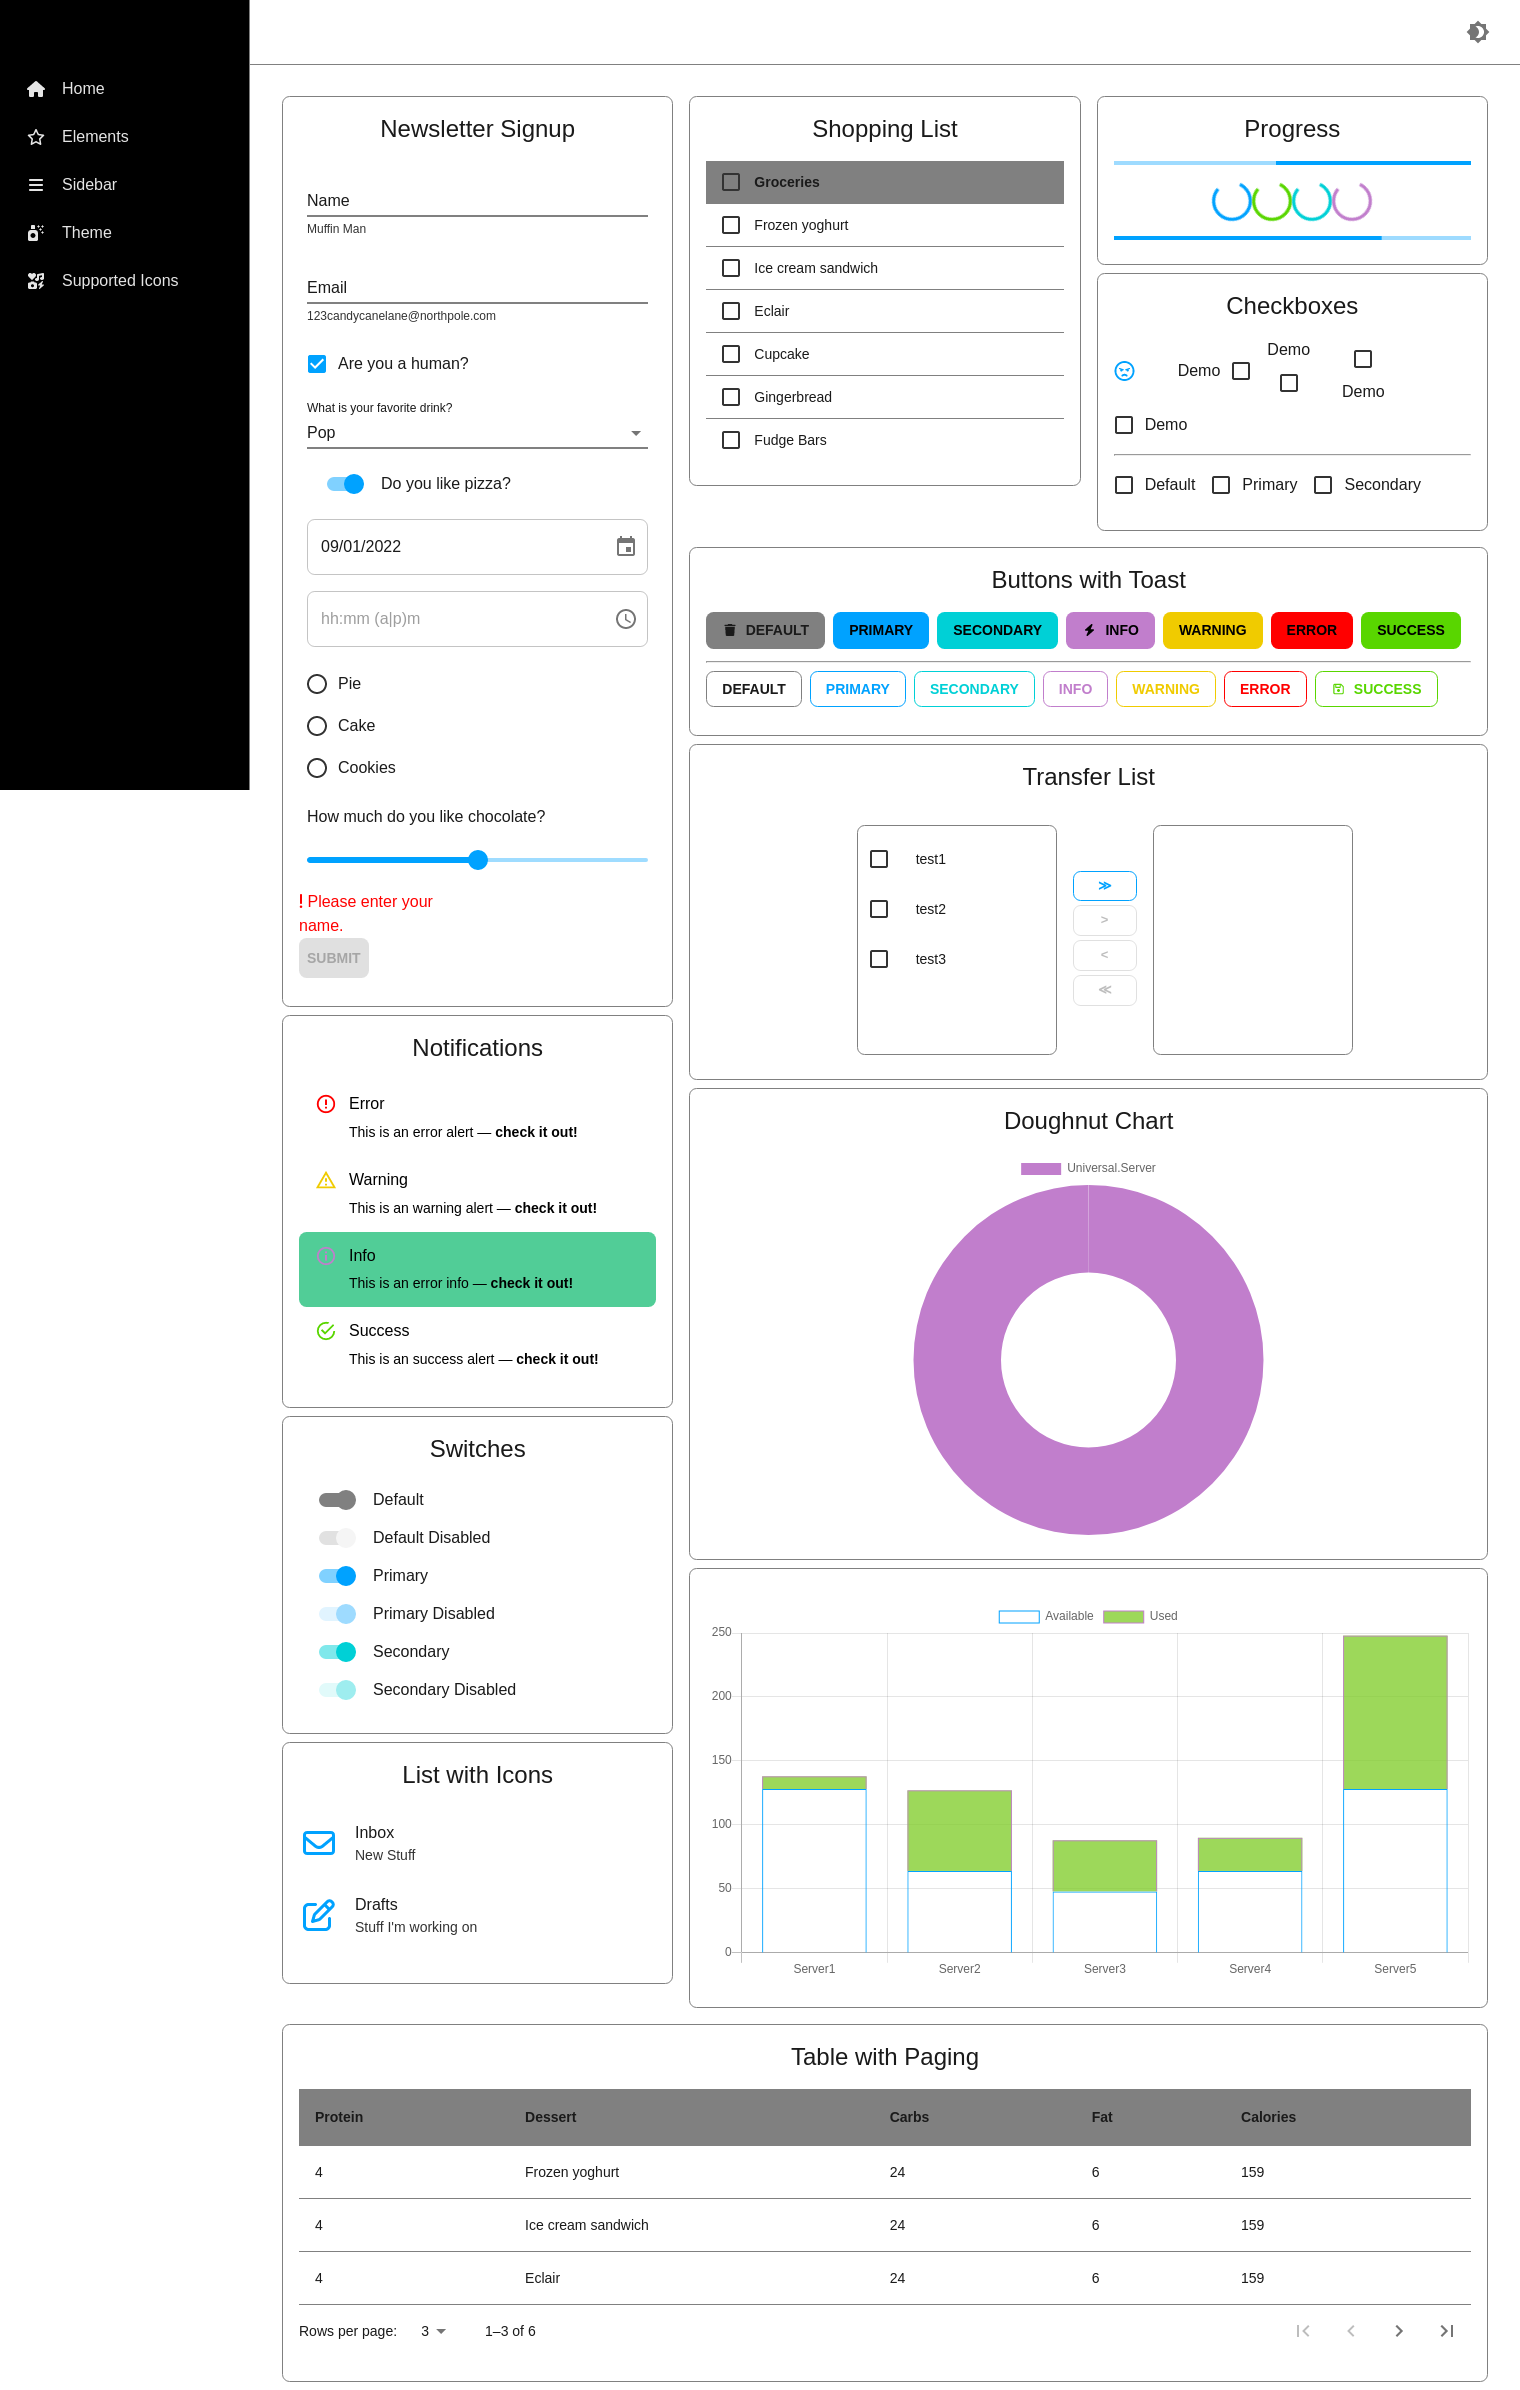 Home
Elements
Sidebar
Theme
Supported Icons
Newsletter Signup
Name
Muffin Man
Email
123candycanelane@northpole.com
Are you a human?
What is your favorite drink?
Pop
Do you like pizza?
09/01/2022
hh:mm (a|p)m
Pie
Cake
Cookies
How much do you like chocolate?
! Please enter your
name.
SUBMIT
Notifications
Error
This is an error alert — check it out!
Warning
This is an warning alert — check it out!
Info
This is an error info — check it out!
Success
This is an success alert — check it out!
Switches
Default
Default Disabled
Primary
Primary Disabled
Secondary
Secondary Disabled
List with Icons
Inbox
New Stuff
Drafts
Stuff I'm working on
Shopping List
Groceries
Frozen yoghurt
Ice cream sandwich
Eclair
Cupcake
Gingerbread
Fudge Bars
Progress
Checkboxes
Demo
Demo
Demo
Demo
Default Primary Secondary
Buttons with Toast
DEFAULT PRIMARY SECONDARY INFO WARNING ERROR SUCCESS
DEFAULT PRIMARY SECONDARY INFO WARNING ERROR SUCCESS
Transfer List
test1
test2
test3
≫
>
<
≪
Doughnut Chart
Universal.Server
Available Used
250
200
150
100
50
0
Server1 Server2 Server3 Server4 Server5
Table with Paging
Protein Dessert Carbs Fat Calories
4 Frozen yoghurt 24 6 159
4 Ice cream sandwich 24 6 159
4 Eclair 24 6 159
Rows per page: 3 1–3 of 6